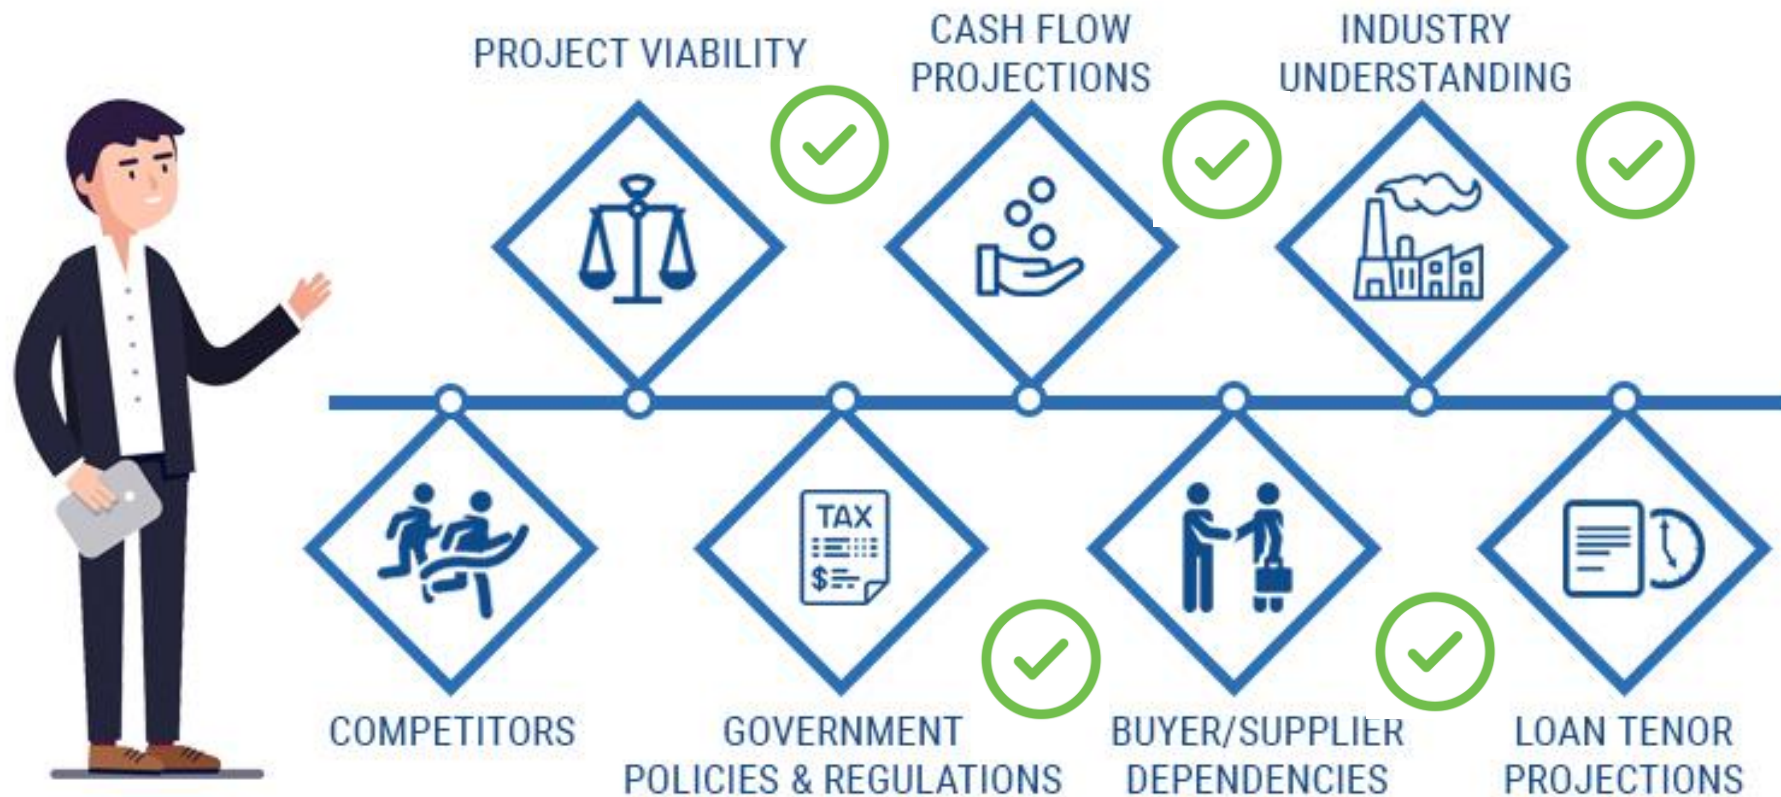 PROJECT VIABILITY
CASH FLOW
PROJECTIONS
INDUSTRY
UNDERSTANDING
TAX
$
COMPETITORS
GOVERNMENT
POLICIES & REGULATIONS
BUYER/SUPPLIER
DEPENDENCIES
LOAN TENOR
PROJECTIONS